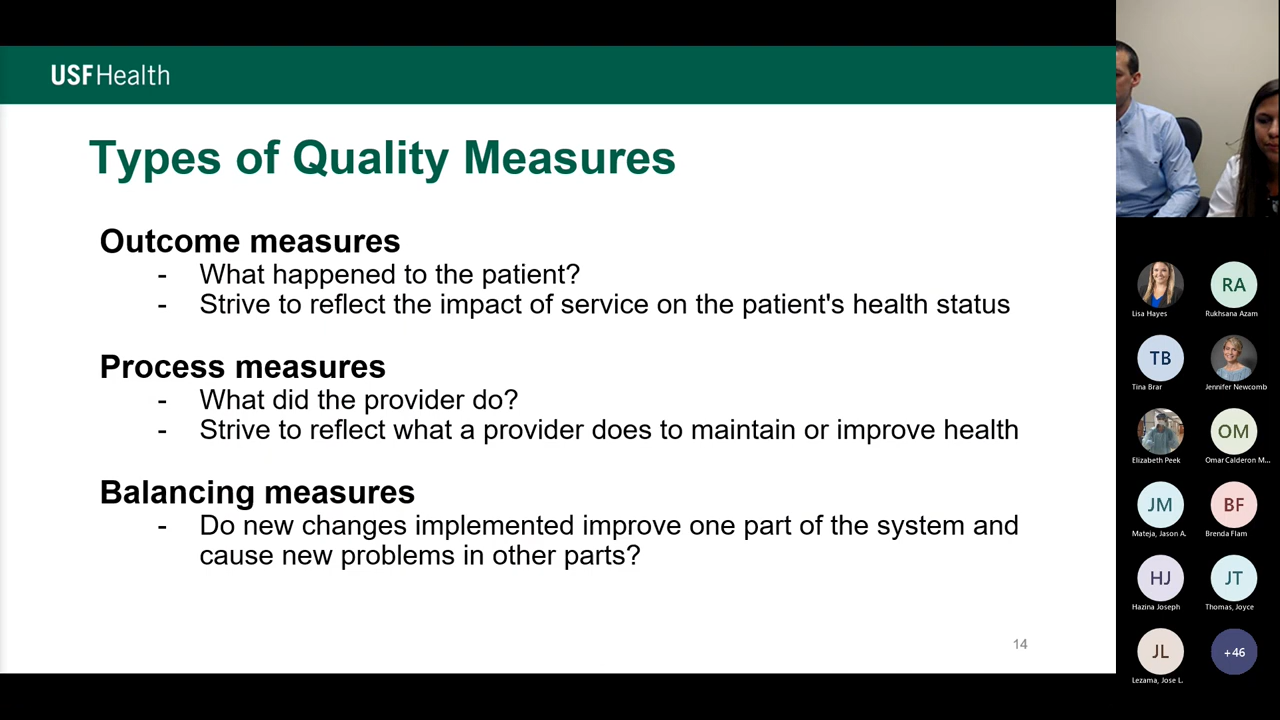 USF Health
Types of Quality Measures
Outcome measures
- What happened to the patient?
- Strive to reflect the impact of service on the patient's health status
Process measures
- What did the provider do?
- Strive to reflect what a provider does to maintain or improve health
Balancing measures
- Do new changes implemented improve one part of the system and
cause new problems in other parts?
14
Lisa Hayes
RA
Rukhsana Azam
TB
Tina Brar
Jennifer Newcomb
Elizabeth Peek
OM
Omar Calderon M...
JM
Mateja, Jason A.
BF
Brenda Flam
HJ
Hazina Joseph
JT
Thomas, Joyce
JL
Lezama, Jose L.
+46